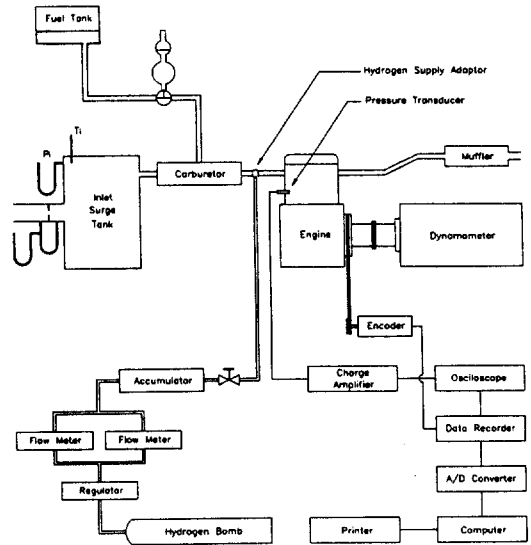 Fuel Tank
Hydrogen Supply Adaptor
Pressure Transducer
Ti
Pi
Muffler
Carburetor
Inlet
Surge
Tank
Engine
Dynamometer
Encoder
Accumulator
Charge
Amplifier
Osciloscope
Flow Meter
Flow Meter
Data Recorder
Regulator
A/D Converter
Hydrogen Bomb
Printer
Computer